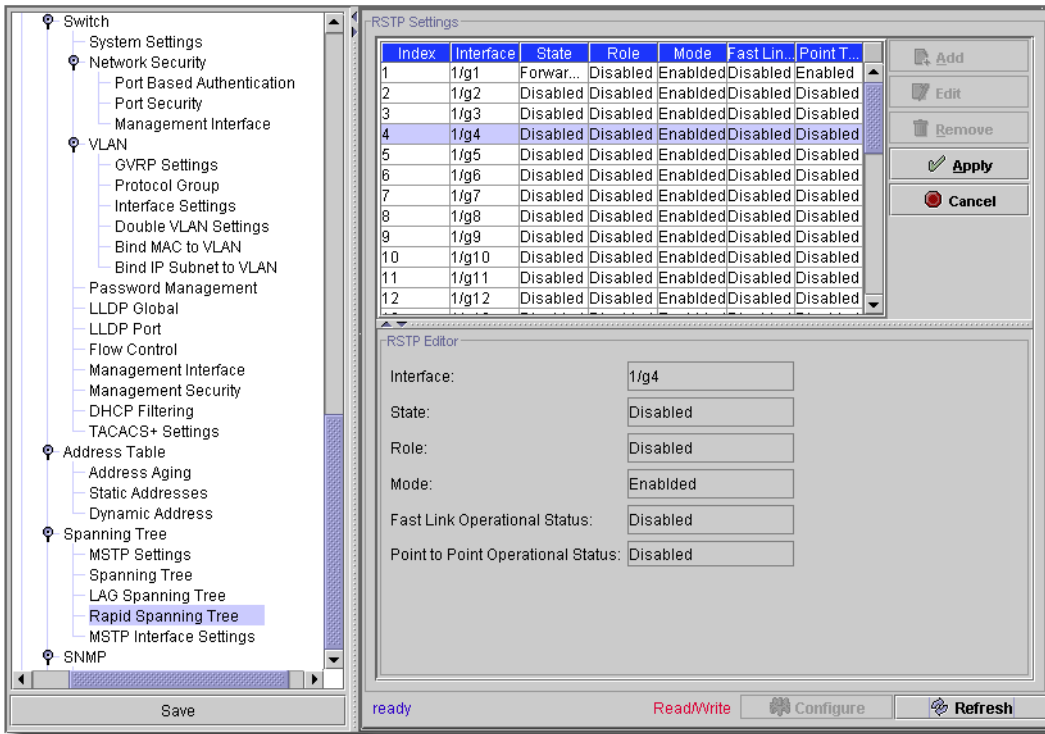 Switch
System Settings
Network Security
Port Based Authentication
Port Security
Management Interface
VLAN
GVRP Settings
Protocol Group
Interface Settings
Double VLAN Settings
Bind MAC to VLAN
Bind IP Subnet to VLAN
Password Management
LLDP Global
LLDP Port
Flow Control
Management Interface
Management Security
DHCP Filtering
TACACS+ Settings
Address Table
Address Aging
Static Addresses
Dynamic Address
Spanning Tree
MSTP Settings
Spanning Tree
LAG Spanning Tree
Rapid Spanning Tree
MSTP Interface Settings
SNMP
Save
RSTP Settings
Index Interface State Role Mode Fast Lin... Point T...
1 1/g1 Forwar... Disabled Enablded Disabled Enabled
2 1/g2 Disabled Disabled Enablded Disabled Disabled
3 1/g3 Disabled Disabled Enablded Disabled Disabled
4 1/g4 Disabled Disabled Enablded Disabled Disabled
5 1/g5 Disabled Disabled Enablded Disabled Disabled
6 1/g6 Disabled Disabled Enablded Disabled Disabled
7 1/g7 Disabled Disabled Enablded Disabled Disabled
8 1/g8 Disabled Disabled Enablded Disabled Disabled
9 1/g9 Disabled Disabled Enablded Disabled Disabled
10 1/g10 Disabled Disabled Enablded Disabled Disabled
11 1/g11 Disabled Disabled Enablded Disabled Disabled
12 1/g12 Disabled Disabled Enablded Disabled Disabled
Add
Edit
Remove
Apply
Cancel
RSTP Editor
Interface: 1/g4
State: Disabled
Role: Disabled
Mode: Enablded
Fast Link Operational Status: Disabled
Point to Point Operational Status: Disabled
ready
Read/Write
Configure
Refresh